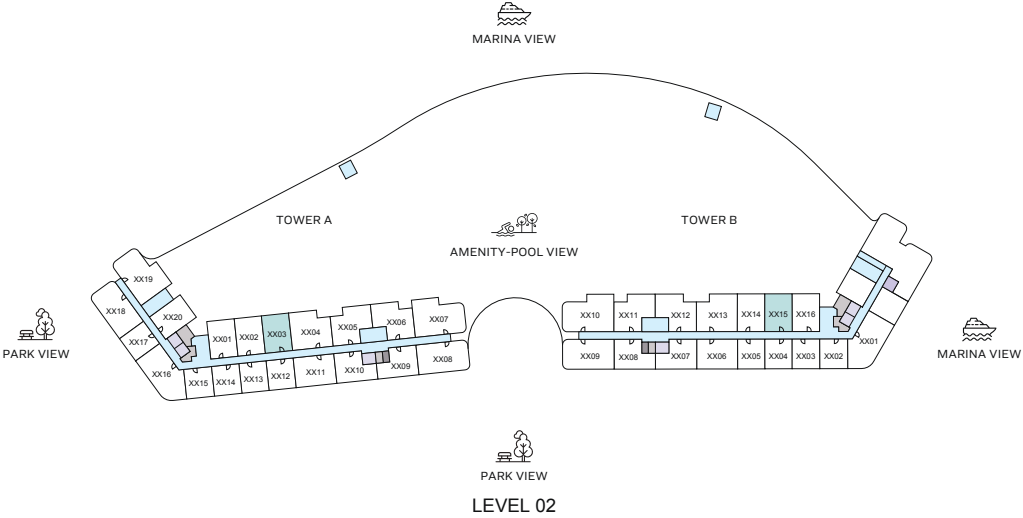 MARINA VIEW
TOWER A
TOWER B
AMENITY-POOL VIEW
XX19
XX18
XX20
XX17
XX16
XX15
XX14
XX13
XX12
XX11
XX10
XX09
XX08
XX01
XX02
XX03
XX04
XX05
XX06
XX07
XX10
XX11
XX12
XX13
XX14
XX15
XX16
XX09
XX08
XX07
XX06
XX05
XX04
XX03
XX02
XX01
PARK VIEW
MARINA VIEW
PARK VIEW
LEVEL 02